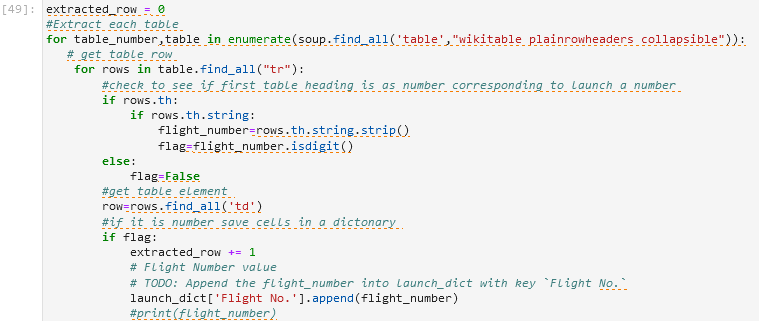 [49]: extracted_row = 0
#Extract each table
for table_number,table in enumerate(soup.find_all('table',"wikitable plainrowheaders collapsible")):
# get table row
for rows in table.find_all("tr"):
#check to see if first table heading is as number corresponding to launch a number
if rows.th:
if rows.th.string:
flight_number=rows.th.string.strip()
flag=flight_number.isdigit()
else:
flag=False
#get table element
row=rows.find_all('td')
#if it is number save cells in a dictonary
if flag:
extracted_row += 1
# Flight Number value
# TODO: Append the flight_number into launch_dict with key `Flight No.`
launch_dict['Flight No.'].append(flight_number)
#print(flight_number)